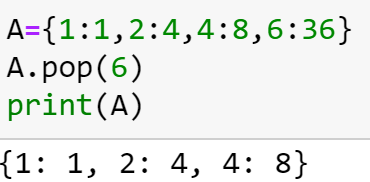 A={1:1,2:4,4:8,6:36}
A.pop(6)
print(A)
{1: 1, 2: 4, 4: 8}